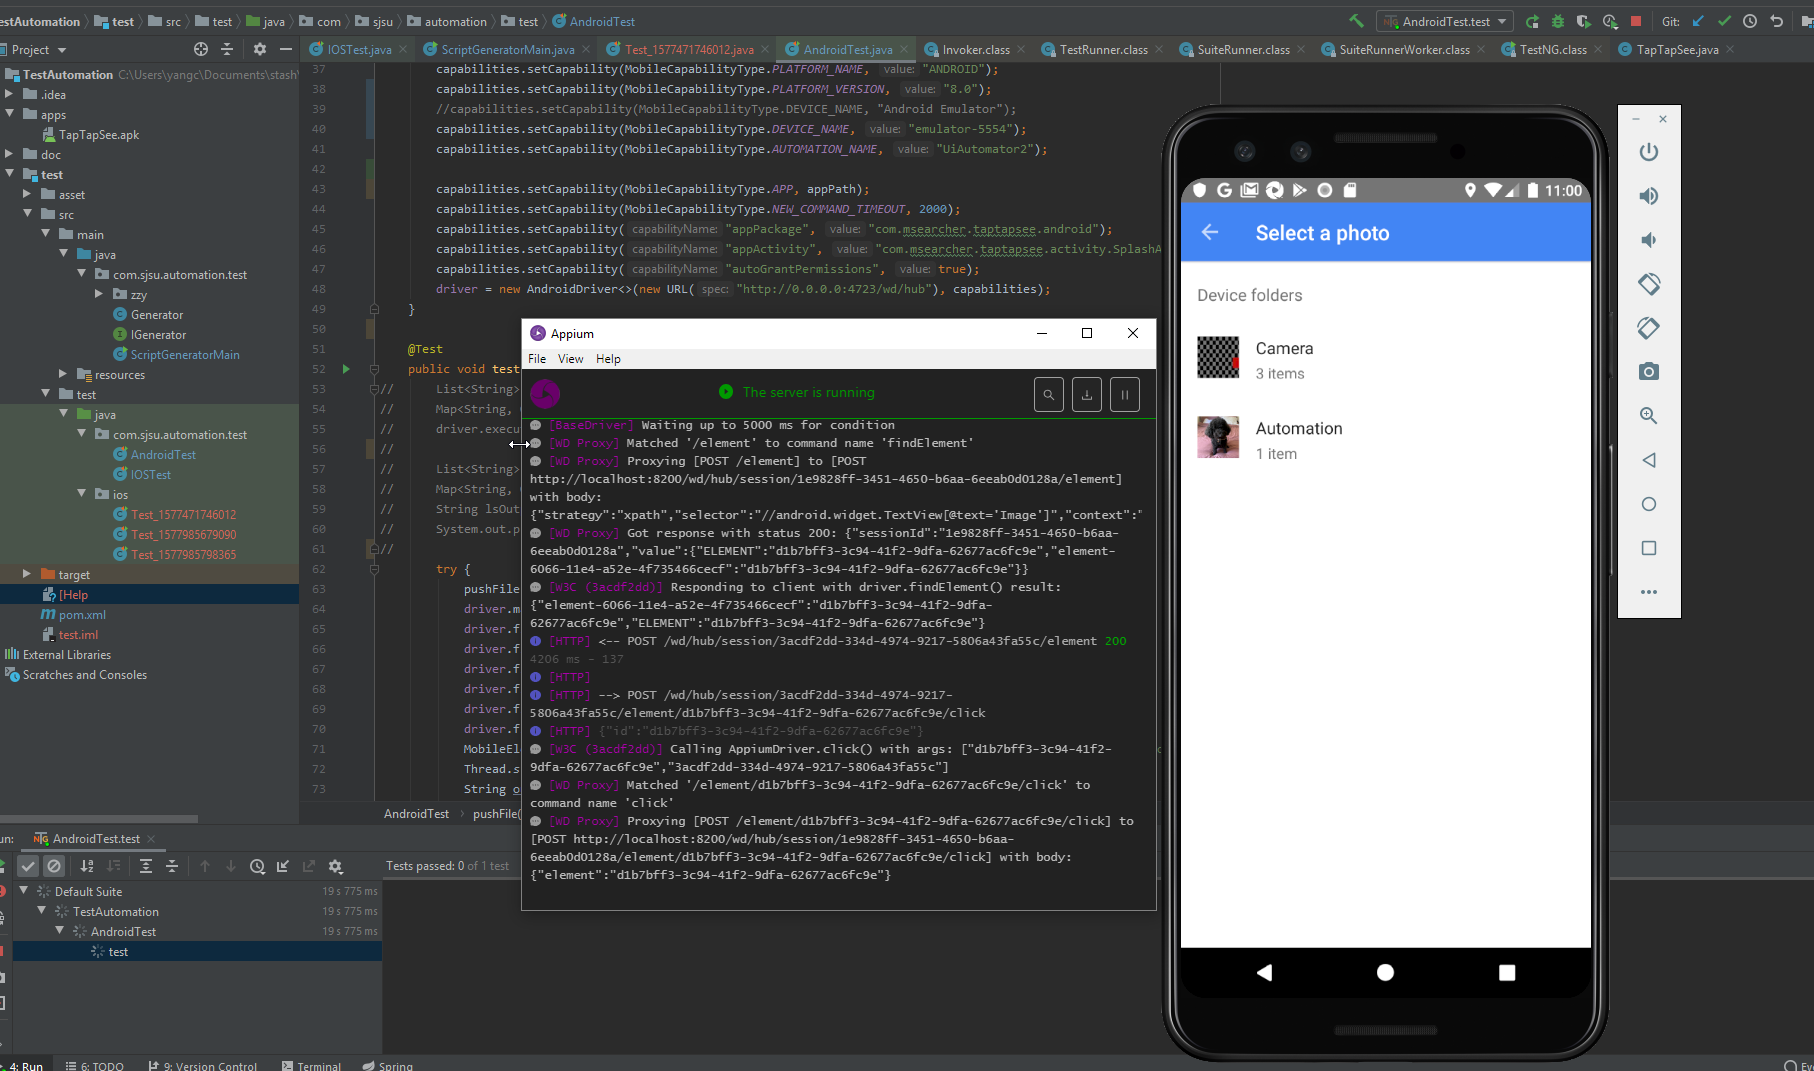 estAutomation test src test java com sjsu automation test AndroidTest
AndroidTest.test Git:
Project
IOSTest.java ScriptGeneratorMain.java Test_1577471746012.java AndroidTest.java Invoker.class TestRunner.class SuiteRunner.class SuiteRunnerWorker.class TestNG.class TapTapSee.java
TestAutomation C:\Users\yangc\Documents\stash\
.idea
apps
TapTapSee.apk
doc
test
asset
src
main
java
com.sjsu.automation.test
zzy
Generator
IGenerator
ScriptGeneratorMain
resources
test
java
com.sjsu.automation.test
AndroidTest
IOSTest
ios
Test_1577471746012
Test_1577985679090
Test_1577985798365
target
[Help
pom.xml
test.iml
External Libraries
Scratches and Consoles
37 capabilities.setCapability(MobileCapabilityType.PLATFORM_NAME, value: "ANDROID");
38 capabilities.setCapability(MobileCapabilityType.PLATFORM_VERSION, value: "8.0");
39 //capabilities.setCapability(MobileCapabilityType.DEVICE_NAME, "Android Emulator");
40 capabilities.setCapability(MobileCapabilityType.DEVICE_NAME, value: "emulator-5554");
41 capabilities.setCapability(MobileCapabilityType.AUTOMATION_NAME, value: "UiAutomator2");
42
43 capabilities.setCapability(MobileCapabilityType.APP, appPath);
44 capabilities.setCapability(MobileCapabilityType.NEW_COMMAND_TIMEOUT, 2000);
45 capabilities.setCapability( capabilityName: "appPackage", value: "com.msearcher.taptapsee.android");
46 capabilities.setCapability( capabilityName: "appActivity", value: "com.msearcher.taptapsee.activity.SplashA
47 capabilities.setCapability( capabilityName: "autoGrantPermissions", value: true);
48 driver = new AndroidDriver<>(new URL( spec: "http://0.0.0.0:4723/wd/hub"), capabilities);
49 }
50
51 @Test
52 public void test
53 // List<String>
54 // Map<String,
55 // driver.execu
56 //
57 // List<String>
58 // Map<String,
59 // String lsOut
60 // System.out.p
61 //
62 try {
63 pushFile
64 driver.m
65 driver.f
66 driver.f
67 driver.f
68 driver.f
69 driver.f
70 driver.f
71 MobileEl
72 Thread.s
73 String o
AndroidTest pushFile(
Appium
File View Help
The server is running
[BaseDriver] Waiting up to 5000 ms for condition
[WD Proxy] Matched '/element' to command name 'findElement'
[WD Proxy] Proxying [POST /element] to [POST
http://localhost:8200/wd/hub/session/1e9828ff-3451-4650-b6aa-6eeab0d0128a/element]
with body:
{"strategy":"xpath","selector":"//android.widget.TextView[@text='Image']","context":"
[WD Proxy] Got response with status 200: {"sessionId":"1e9828ff-3451-4650-b6aa-
6eeab0d0128a","value":{"ELEMENT":"d1b7bff3-3c94-41f2-9dfa-62677ac6fc9e","element-
6066-11e4-a52e-4f735466cecf":"d1b7bff3-3c94-41f2-9dfa-62677ac6fc9e"}}
[W3C (3acdf2dd)] Responding to client with driver.findElement() result:
{"element-6066-11e4-a52e-4f735466cecf":"d1b7bff3-3c94-41f2-9dfa-
62677ac6fc9e","ELEMENT":"d1b7bff3-3c94-41f2-9dfa-62677ac6fc9e"}
[HTTP] <-- POST /wd/hub/session/3acdf2dd-334d-4974-9217-5806a43fa55c/element 200
4206 ms - 137
[HTTP]
[HTTP] --> POST /wd/hub/session/3acdf2dd-334d-4974-9217-
5806a43fa55c/element/d1b7bff3-3c94-41f2-9dfa-62677ac6fc9e/click
[HTTP] {"id":"d1b7bff3-3c94-41f2-9dfa-62677ac6fc9e"}
[W3C (3acdf2dd)] Calling AppiumDriver.click() with args: ["d1b7bff3-3c94-41f2-
9dfa-62677ac6fc9e","3acdf2dd-334d-4974-9217-5806a43fa55c"]
[WD Proxy] Matched '/element/d1b7bff3-3c94-41f2-9dfa-62677ac6fc9e/click' to
command name 'click'
[WD Proxy] Proxying [POST /element/d1b7bff3-3c94-41f2-9dfa-62677ac6fc9e/click] to
[POST http://localhost:8200/wd/hub/session/1e9828ff-3451-4650-b6aa-
6eeab0d0128a/element/d1b7bff3-3c94-41f2-9dfa-62677ac6fc9e/click] with body:
{"element":"d1b7bff3-3c94-41f2-9dfa-62677ac6fc9e"}
11:00
Select a photo
Device folders
Camera
3 items
Automation
1 item
un: AndroidTest.test
Tests passed: 0 of 1 test
Default Suite 19 s 775 ms
TestAutomation 19 s 775 ms
AndroidTest 19 s 775 ms
test
4: Run 6: TODO 9: Version Control Terminal Spring Eve